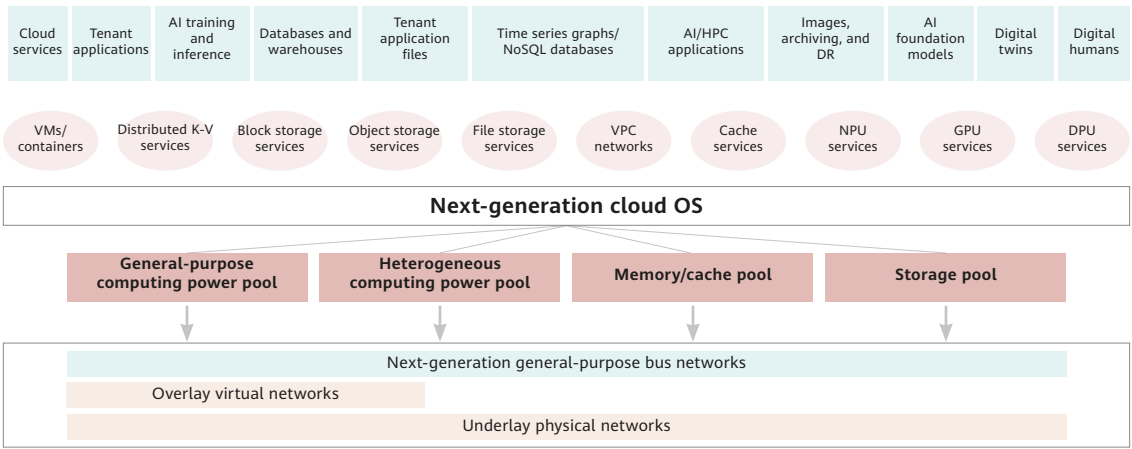 Cloud
services
Tenant
applications
AI training
and
inference
Databases and
warehouses
Tenant
application
files
Time series graphs/
NoSQL databases
AI/HPC
applications
Images,
archiving, and
DR
AI
foundation
models
Digital
twins
Digital
humans
VMs/
containers
Distributed K-V
services
Block storage
services
Object storage
services
File storage
services
VPC
networks
Cache
services
NPU
services
GPU
services
DPU
services
Next-generation cloud OS
General-purpose
computing power pool
Heterogeneous
computing power pool
Memory/cache pool
Storage pool
Next-generation general-purpose bus networks
Overlay virtual networks
Underlay physical networks